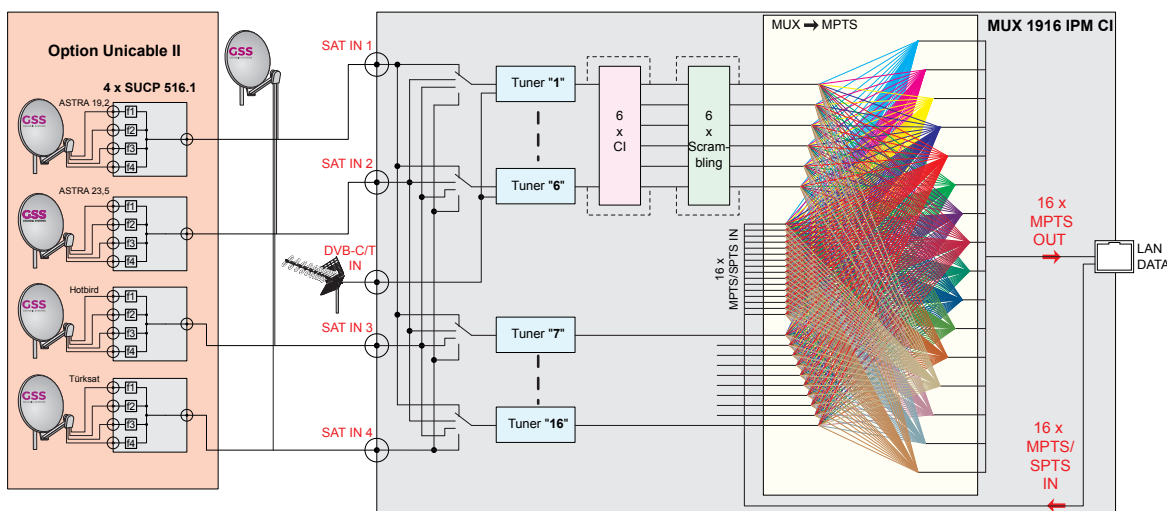 Option Unicable II
4 x SUCP 516.1
ASTRA 19,2
GSS
f1
f2
f3
f4
ASTRA 23,5
GSS
f1
f2
f3
f4
Hotbird
GSS
f1
f2
f3
f4
Türksat
GSS
f1
f2
f3
f4
GSS
SAT IN 1
SAT IN 2
DVB-C/T
IN
SAT IN 3
SAT IN 4
Tuner "1"
Tuner "6"
Tuner "7"
Tuner "16"
6
x
CI
6
x
Scram-
bling
MUX → MPTS
16 x
MPTS/SPTS IN
MUX 1916 IPM CI
16 x
MPTS
OUT
LAN
DATA
16 x
MPTS/
SPTS
IN